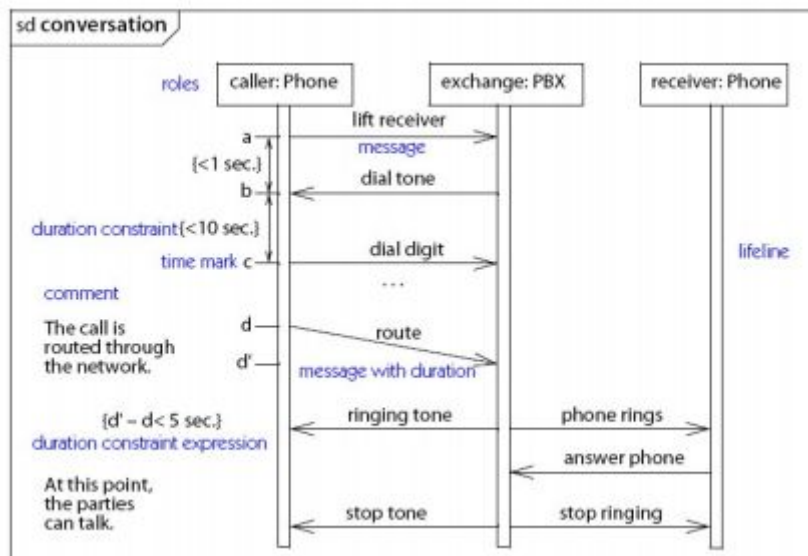 sd conversation
roles
caller: Phone
exchange: PBX
receiver: Phone
lift receiver
a
message
{<1 sec.}
dial tone
b
duration constraint {<10 sec.}
dial digit
time mark c
lifeline
...
comment
The call is
routed through
the network.
d
route
d'
message with duration
{d' – d< 5 sec.}
duration constraint expression
ringing tone
phone rings
answer phone
At this point,
the parties
can talk.
stop tone
stop ringing